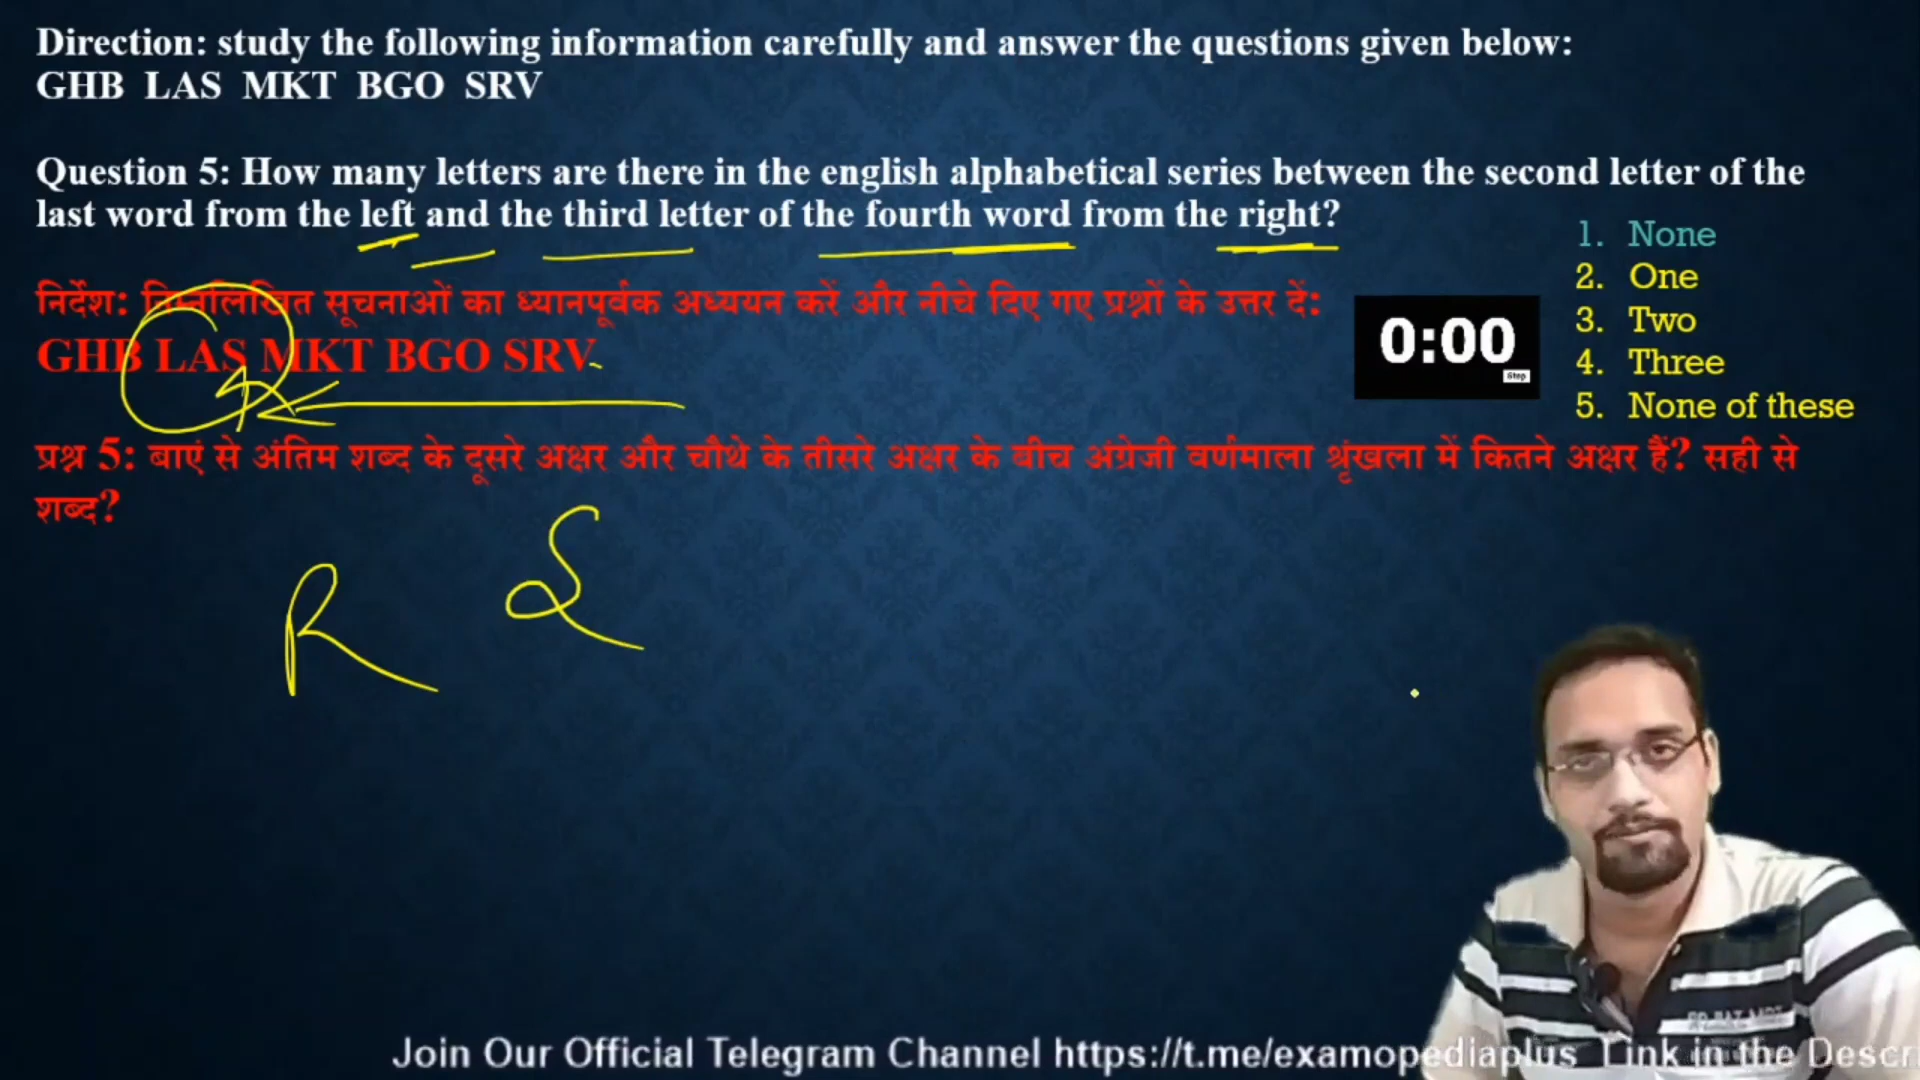 Direction: study the following information carefully and answer the questions given below:
GHB LAS MKT BGO SRV
Question 5: How many letters are there in the english alphabetical series between the second letter of the
last word from the left and the third letter of the fourth word from the right?
1. None
2. One
3. Two
4. Three
5. None of these
निर्देश: निम्नलिखित सूचनाओं का ध्यानपूर्वक अध्ययन करें और नीचे दिए गए प्रश्नों के उत्तर दें:
GHB LAS MKT BGO SRV
0:00
Stop
प्रश्न 5: बाएं से अंतिम शब्द के दूसरे अक्षर और चौथे के तीसरे अक्षर के बीच अंग्रेजी वर्णमाला श्रृंखला में कितने अक्षर हैं? सही से
शब्द?
R S
Join Our Official Telegram Channel https://t.me/examopediaplus Link in the Descr